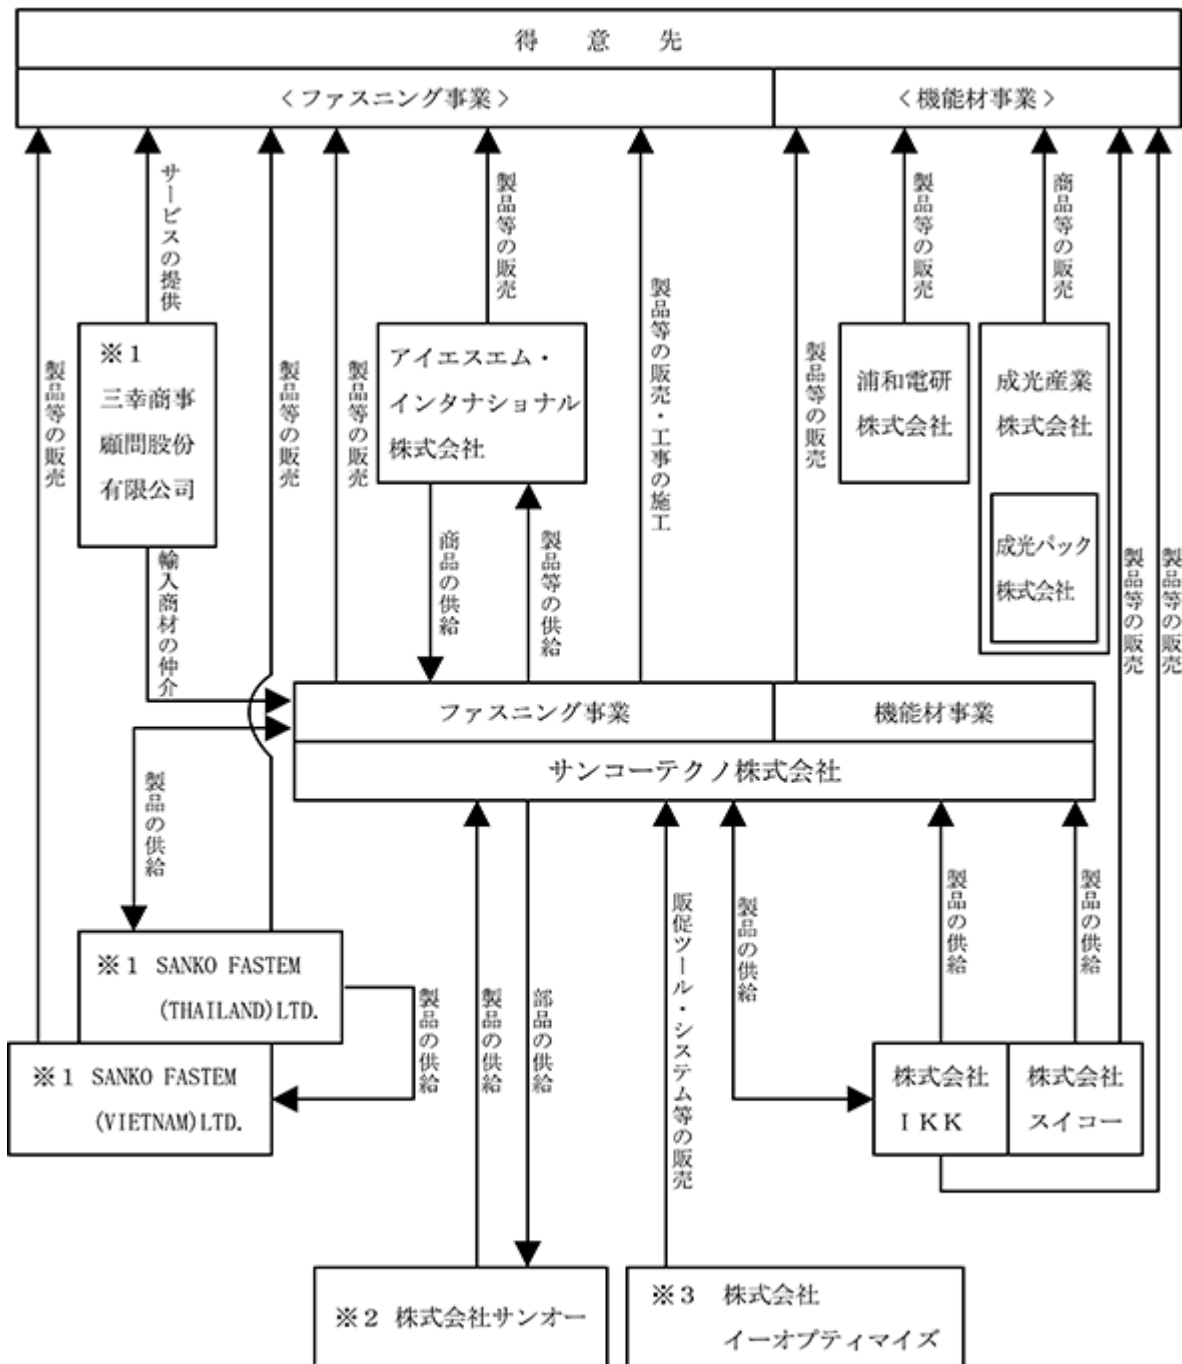 得意先
<ファスニング事業>
<機能材事業>
サービスの提供
製品等の販売
製品等の販売
商品等の販売
製品等の販売
製品等の販売
製品等の販売
製品等の販売・工事の施工
製品等の販売
※1
三幸商事
顧問股份
有限公司
アイエスエム・
インタナショナル
株式会社
浦和電研
株式会社
成光産業
株式会社
成光パック
株式会社
輸入商材の仲介
商品の供給
製品等の供給
製品等の販売
製品等の販売
製品等の販売
ファスニング事業
機能材事業
サンコーテクノ株式会社
製品の供給
販促ツール・システム等の販売
製品の供給
製品の供給
製品の供給
※1 SANKO FASTEM
(THAILAND)LTD.
製品の供給
製品の供給
部品の供給
※1 SANKO FASTEM
(VIETNAM)LTD.
株式会社
IKK
株式会社
スイコー
※2 株式会社サンオー
※3 株式会社
イーオプティマイズ